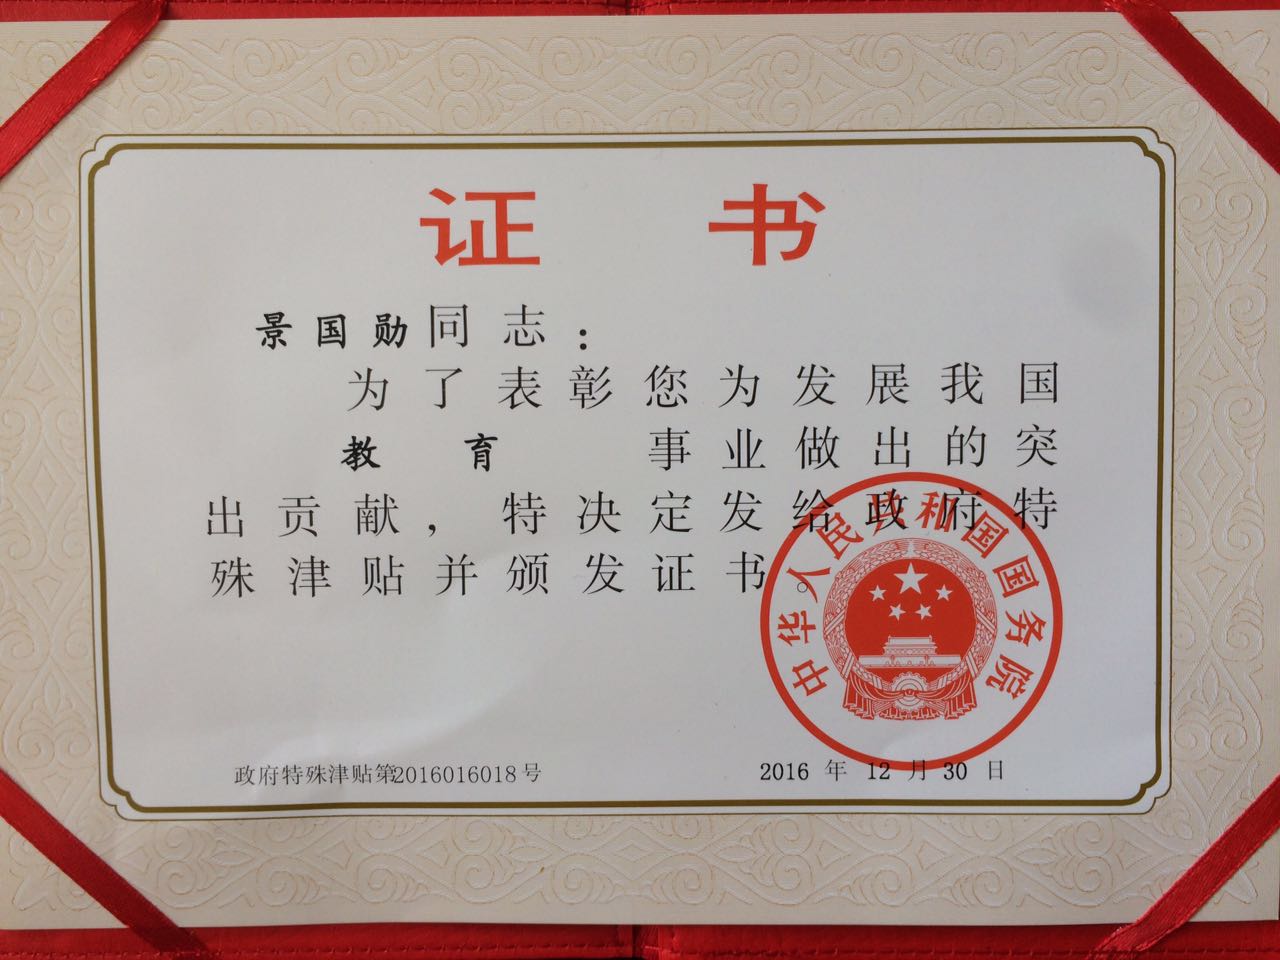 证书
景国勋同志：
为了表彰您为发展我国
教育事业做出的突
出贡献，特决定发给政府特
殊津贴并颁发证书。
中华人民共和国国务院
政府特殊津贴第2016016018号
2016 年 12 月 30 日